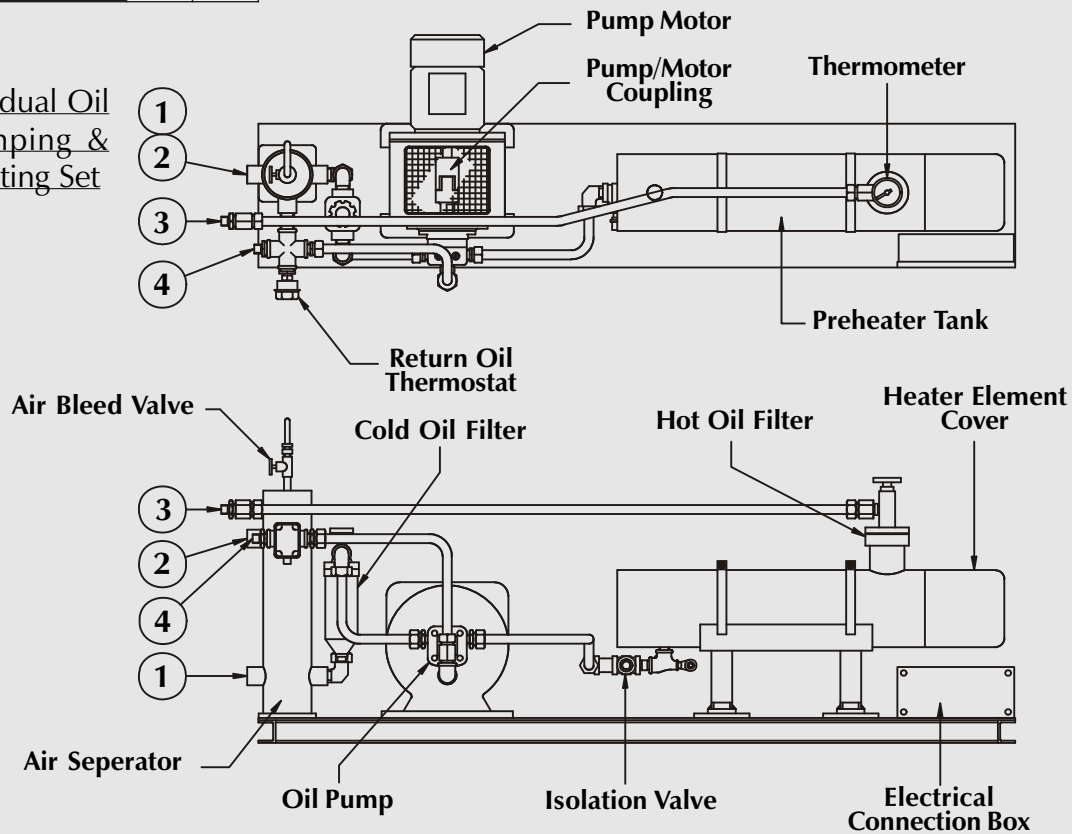 Pump Motor
Pump/Motor
Coupling
Thermometer
dual Oil
ping &
ting Set
1
2
3
4
Preheater Tank
Return Oil
Thermostat
Air Bleed Valve
Cold Oil Filter
Hot Oil Filter
Heater Element
Cover
3
2
4
1
Air Seperator
Oil Pump
Isolation Valve
Electrical
Connection Box